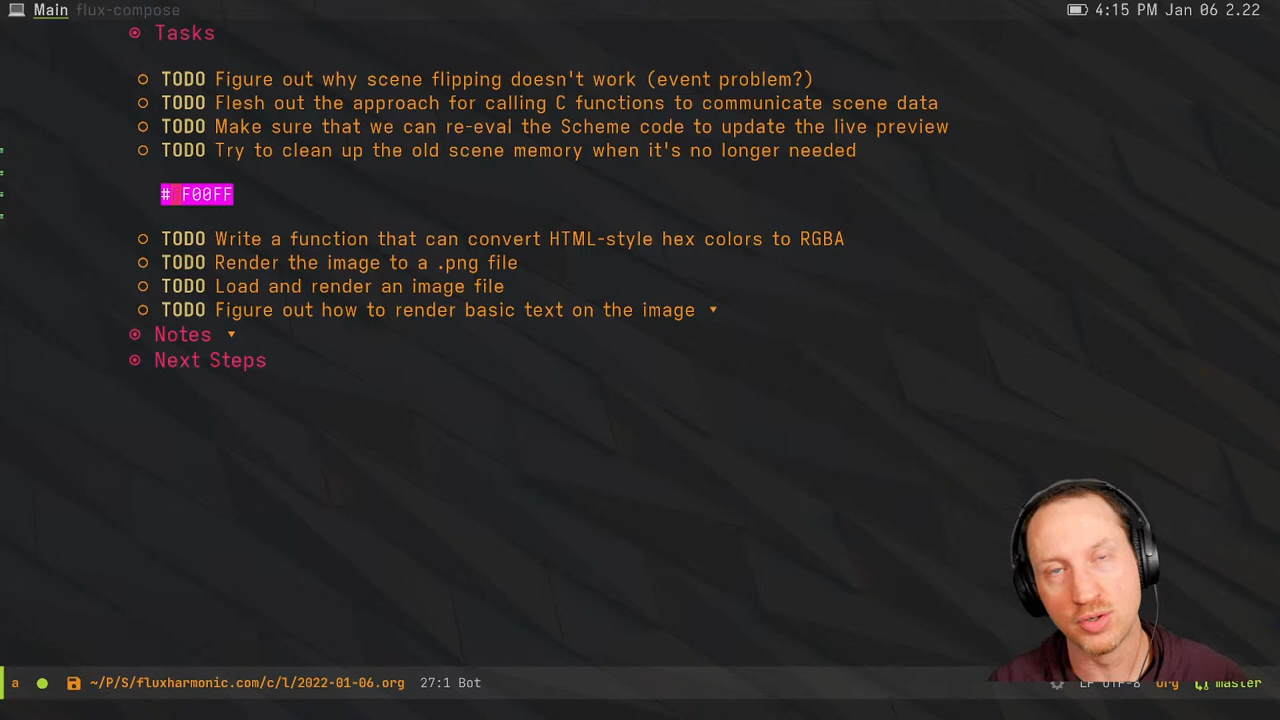 Main flux-compose 4:15 PM Jan 06 2.22
Tasks
TODO Figure out why scene flipping doesn't work (event problem?)
TODO Flesh out the approach for calling C functions to communicate scene data
TODO Make sure that we can re-eval the Scheme code to update the live preview
TODO Try to clean up the old scene memory when it's no longer needed
#FF00FF
TODO Write a function that can convert HTML-style hex colors to RGBA
TODO Render the image to a .png file
TODO Load and render an image file
TODO Figure out how to render basic text on the image
Notes
Next Steps
a ~/P/S/fluxharmonic.com/c/l/2022-01-06.org 27:1 Bot LF UTF-8 org master